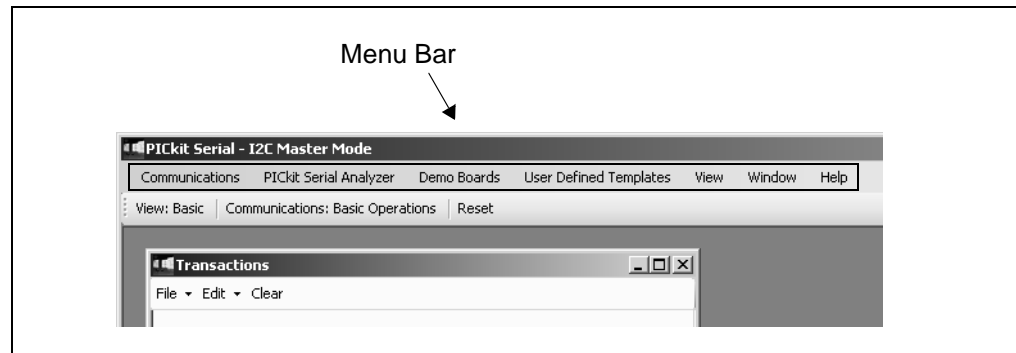 Menu Bar
PICkit Serial - I2C Master Mode
Communications PICkit Serial Analyzer Demo Boards User Defined Templates View Window Help
View: Basic Communications: Basic Operations Reset
Transactions
File Edit Clear